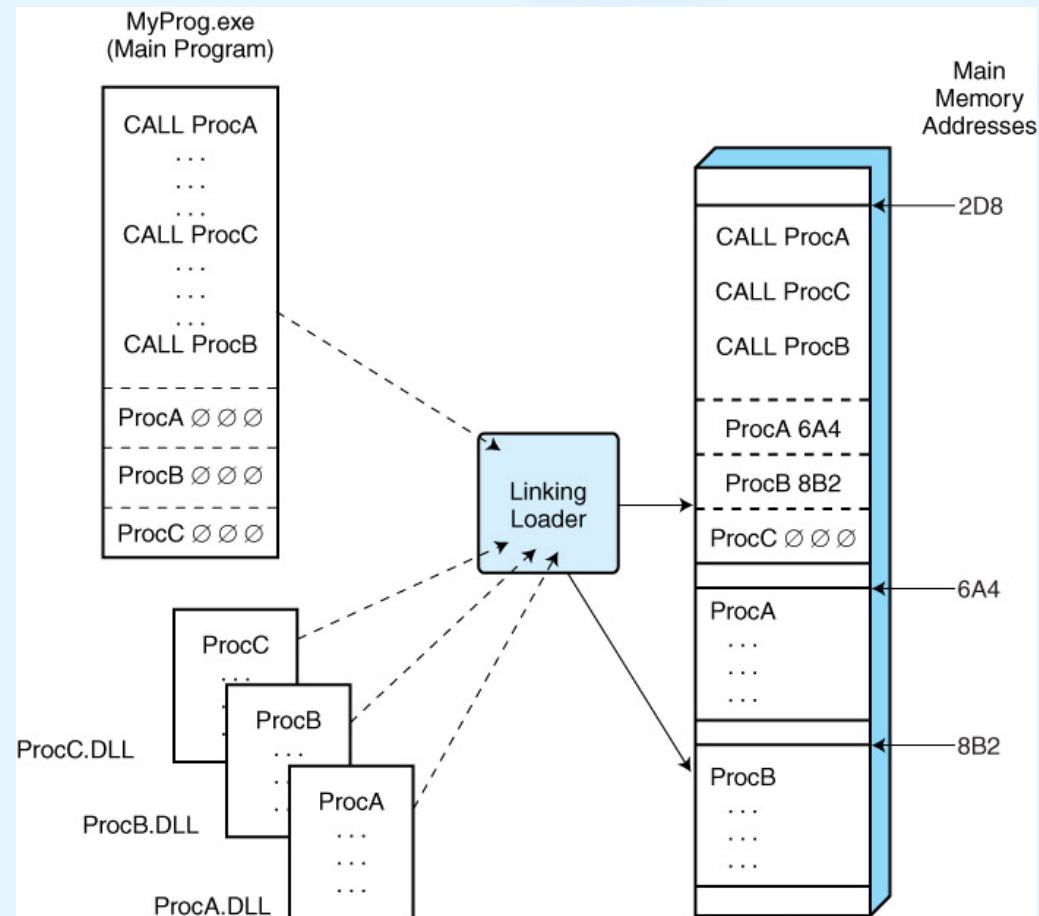 MyProg.exe
(Main Program)
CALL ProcA
. . .
. . .
. . .
CALL ProcC
. . .
. . .
. . .
CALL ProcB
ProcA ∅ ∅ ∅
ProcB ∅ ∅ ∅
ProcC ∅ ∅ ∅
ProcC
. . .
ProcC.DLL
ProcB
. . .
ProcB.DLL
ProcA
. . .
. . .
. . .
ProcA.DLL
Linking
Loader
Main
Memory
Addresses
2D8
CALL ProcA
CALL ProcC
CALL ProcB
ProcA 6A4
ProcB 8B2
ProcC ∅ ∅ ∅
6A4
ProcA
. . .
. . .
. . .
8B2
ProcB
. . .
. . .
. . .